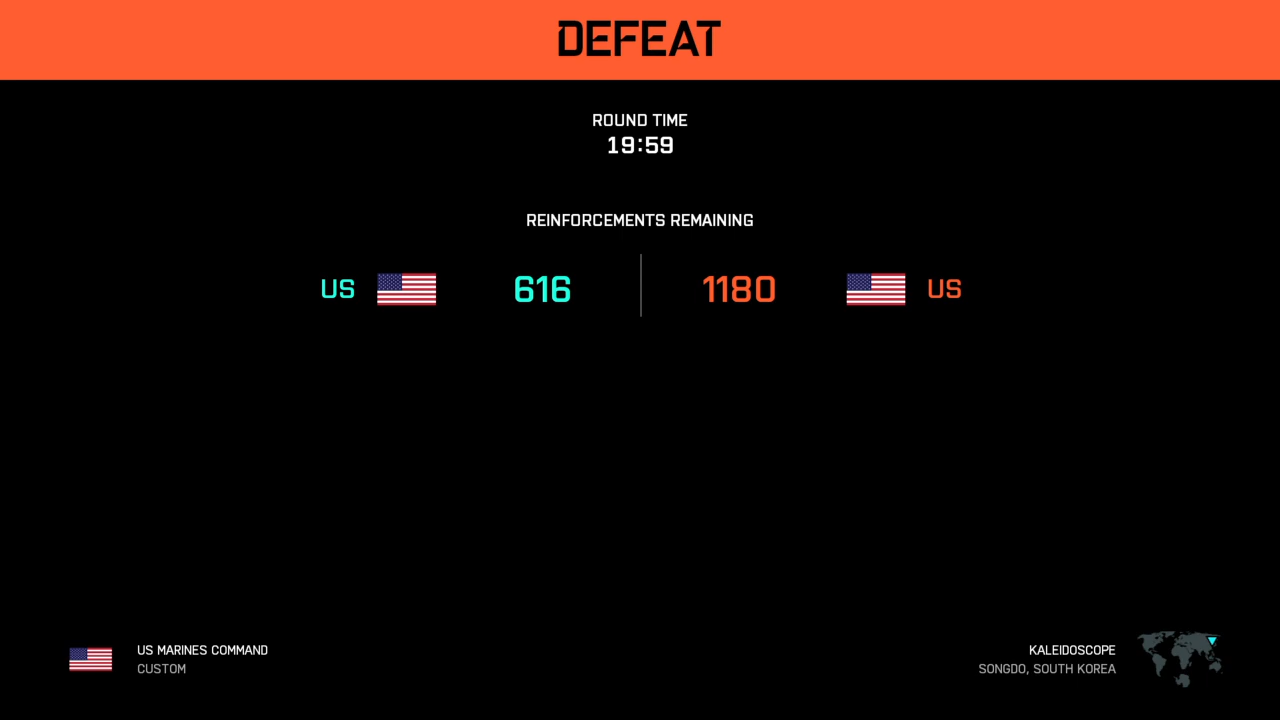 DEFEAT
ROUND TIME
19:59
REINFORCEMENTS REMAINING
US 616 1180 US
US MARINES COMMAND
CUSTOM
KALEIDOSCOPE
SONGDO, SOUTH KOREA